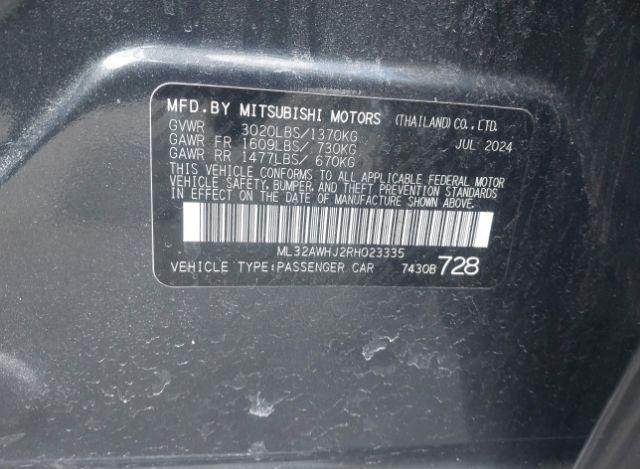 MFD.BY MITSUBISHI MOTORS (THAILAND) CO., LTD.
GVWR 3020LBS/1370KG JUL 2024
GAWR FR 1609LBS/ 730KG
GAWR RR 1477LBS/ 670KG
THIS VEHICLE CONFORMS TO ALL APPLICABLE FEDERAL MOTOR
VEHICLE SAFETY, BUMPER, AND THEFT PREVENTION STANDARDS
IN EFFECT ON THE DATE OF MANUFACTURE SHOWN ABOVE.
ML32AWHJ2RH023335
VEHICLE TYPE:PASSENGER CAR 7430B 728